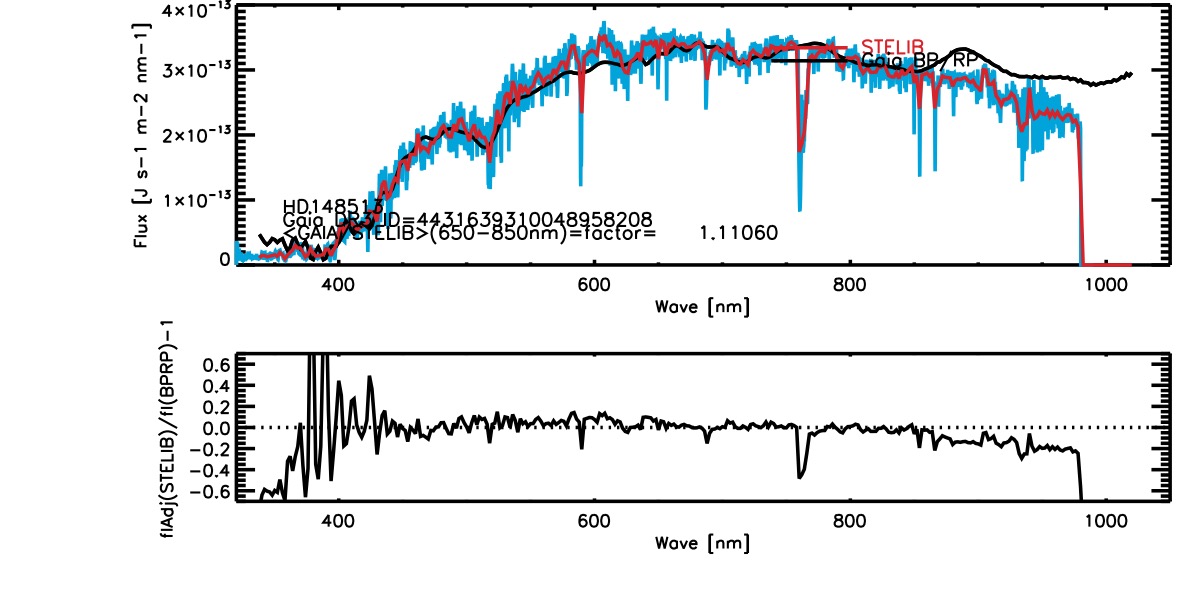 4×10−13
3×10−13
2×10−13
1×10−13
0
Flux [J s−1 m−2 nm−1]
STELIB
Gaia BP/RP
HD148513
Gaia DR3 ID=4431639310048958208
<GAIA/STELIB>(650−850nm)=factor= 1.11060
400 600 800 1000
Wave [nm]
flAdj(STELIB)/fl(BPRP)−1
0.6
0.4
0.2
0.0
−0.2
−0.4
−0.6
400 600 800 1000
Wave [nm]